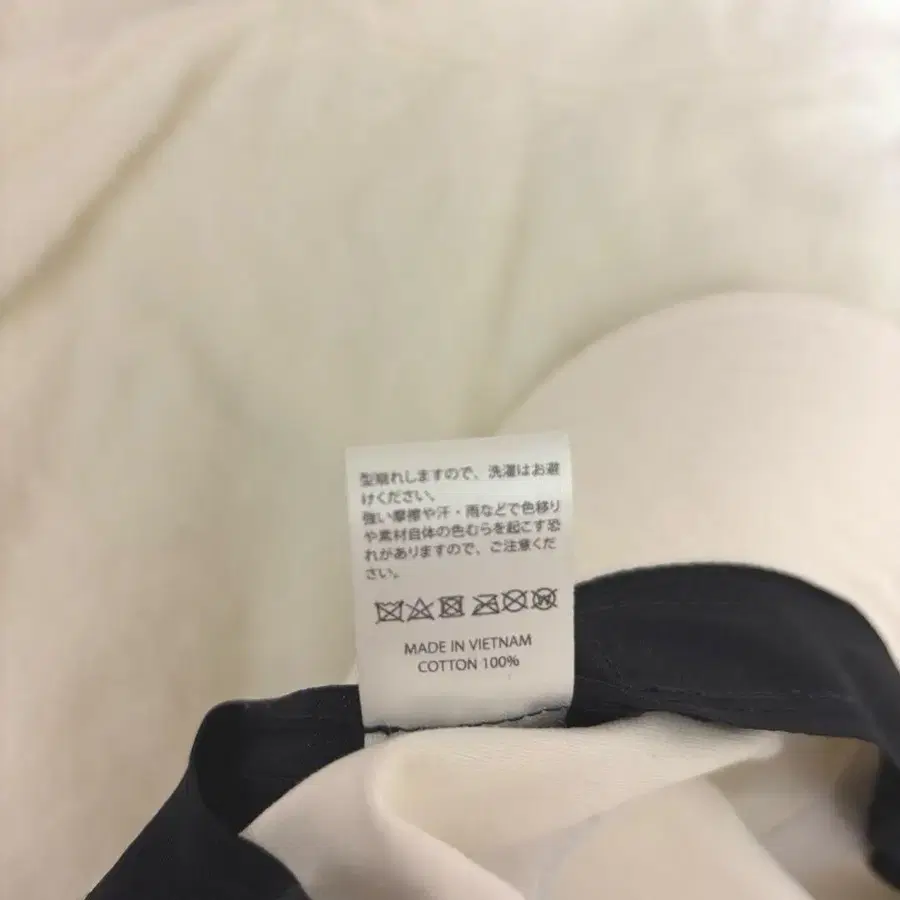 型崩れしますので、洗濯はお避
けください。
強い摩擦や汗・雨などで色移り
や素材自体の色むらを起こす恐
れがありますので、ご注意くだ
さい。
MADE IN VIETNAM
COTTON 100%